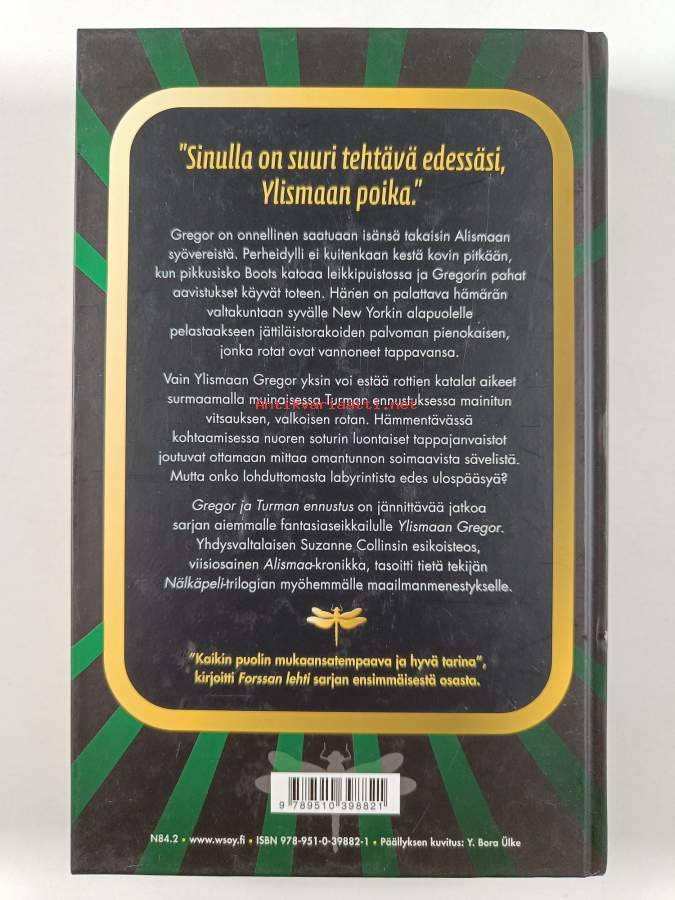 "Sinulla on suuri tehtävä edessäsi,
Ylismaan poika."
Gregor on onnellinen saatuaan isänsä takaisin Alismaan
syövereistä. Perheidylli ei kuitenkaan kestä kovin pitkään,
kun pikkusisko Boots katoaa leikkipuistossa ja Gregorin pahat
aavistukset käyvät toteen. Hänen on palattava hämärän
valtakuntaan syvälle New Yorkin alapuolelle
pelastaakseen jättiläistorakoiden palvoman pienokaisen,
jonka rotat ovat vannoneet tappavansa.
Vain Ylismaan Gregor yksin voi estää rottien katalat aikeet
surmaamalla muinaisessa Turman ennustuksessa mainitun
Antikvariaatti.net
vitsauksen, valkoisen rotan. Hämmentävässä
kohtaamisessa nuoren soturin luontaiset tappajanvaistot
joutuvat ottamaan mittaa omantunnon soimaavista sävelistä.
Mutta onko lohduttomasta labyrintista edes ulospääsyä?
Gregor ja Turman ennustus on jännittävää jatkoa
sarjan aiemmalle fantasiaseikkailulle Ylismaan Gregor.
Yhdysvaltalaisen Suzanne Collinsin esikoisteos,
viisiosainen Alismaa-kronikka, tasoitti tietä tekijän
Nälkäpeli-trilogian myöhemmälle maailmanmenestykselle.
"Kaikin puolin mukaansatempaava ja hyvä tarina",
kirjoitti Forssan lehti sarjan ensimmäisestä osasta.
9 789510 398821
N84.2 • www.wsoy.fi • ISBN 978-951-0-39882-1 • Päällyksen kuvitus: Y. Bora Ülke